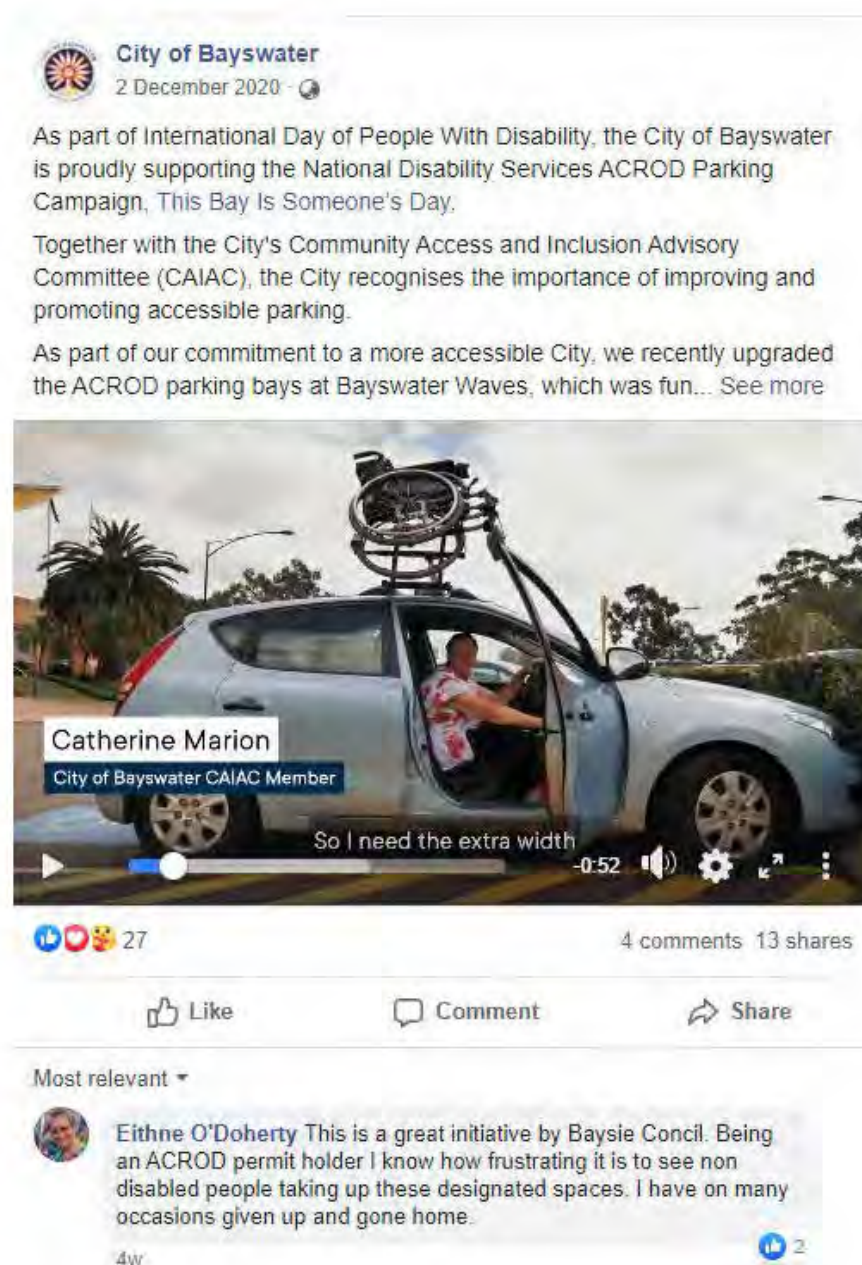 City of Bayswater
2 December 2020 ·
As part of International Day of People With Disability, the City of Bayswater
is proudly supporting the National Disability Services ACROD Parking
Campaign, This Bay Is Someone's Day.
Together with the City's Community Access and Inclusion Advisory
Committee (CAIAC), the City recognises the importance of improving and
promoting accessible parking.
As part of our commitment to a more accessible City, we recently upgraded
the ACROD parking bays at Bayswater Waves, which was fun... See more
Catherine Marion
City of Bayswater CAIAC Member
So I need the extra width
-0:52
27
4 comments 13 shares
Like Comment Share
Most relevant
Eithne O'Doherty This is a great initiative by Baysie Concil. Being
an ACROD permit holder I know how frustrating it is to see non
disabled people taking up these designated spaces. I have on many
occasions given up and gone home.
2
4w